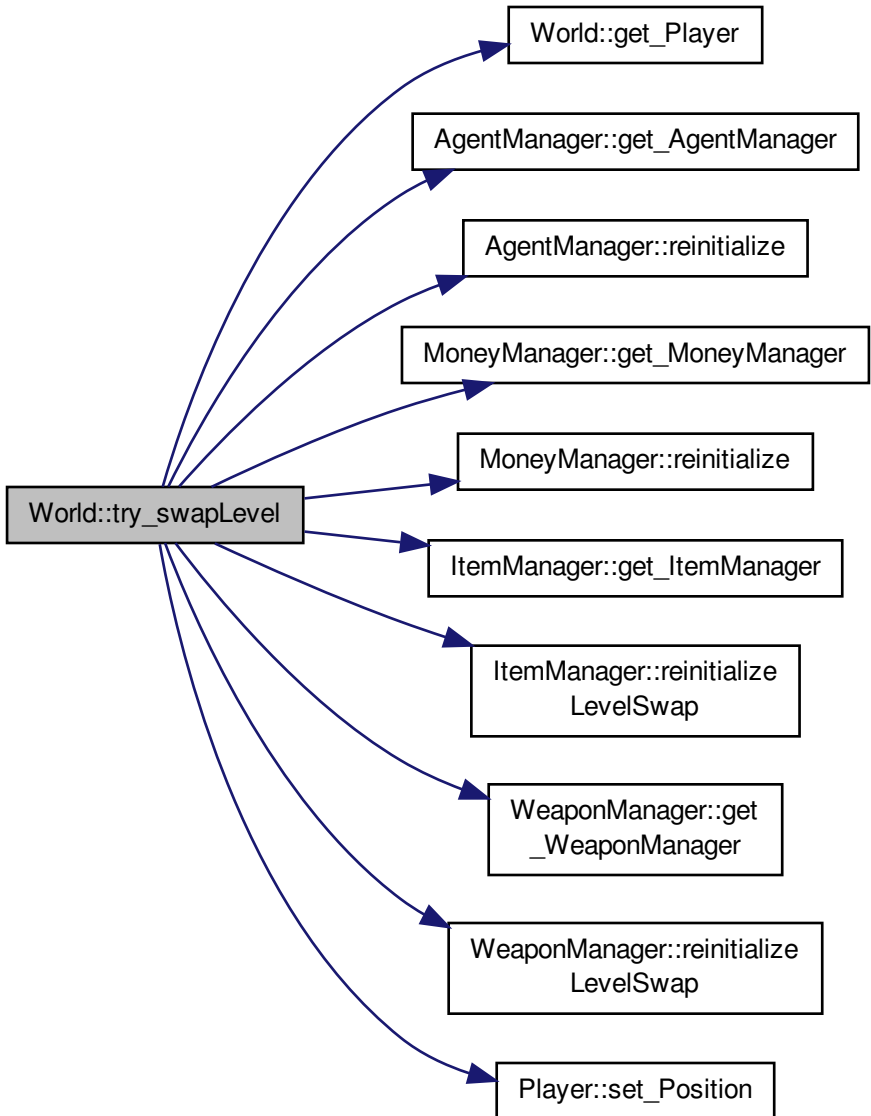 World::get_Player
AgentManager::get_AgentManager
AgentManager::reinitialize
MoneyManager::get_MoneyManager
MoneyManager::reinitialize
World::try_swapLevel
ItemManager::get_ItemManager
ItemManager::reinitialize
LevelSwap
WeaponManager::get
_WeaponManager
WeaponManager::reinitialize
LevelSwap
Player::set_Position